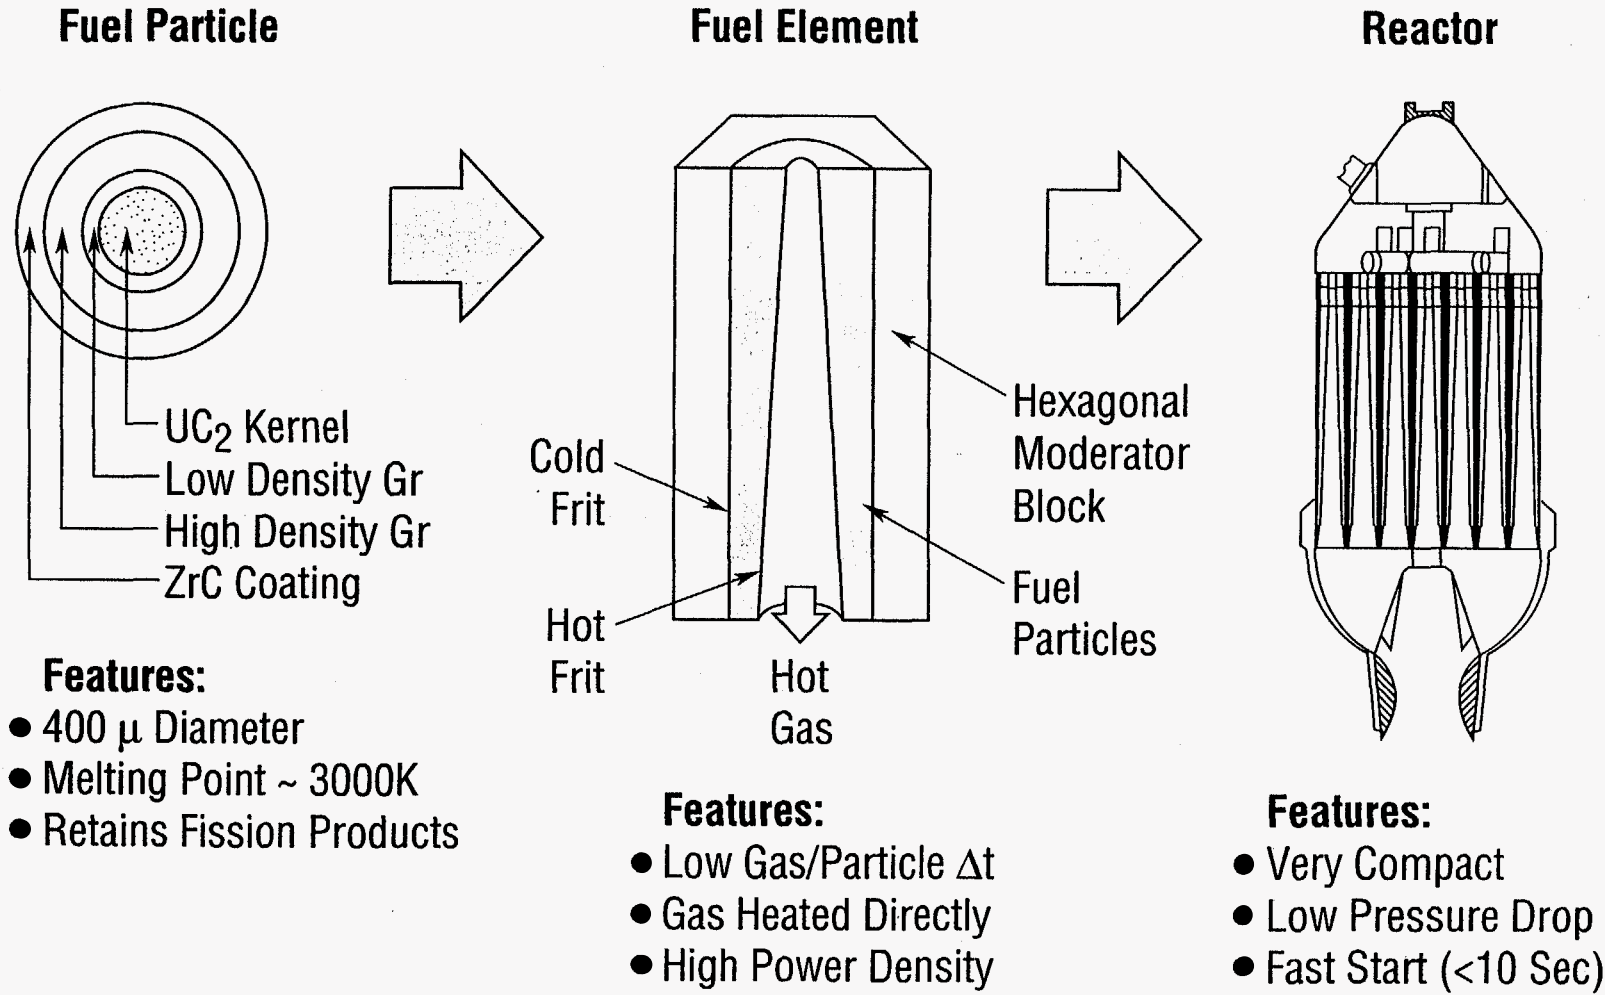 Fuel Particle
UC2 Kernel
Low Density Gr
High Density Gr
ZrC Coating
Features:
● 400 μ Diameter
● Melting Point ~ 3000K
● Retains Fission Products
Fuel Element
Cold
Frit
Hot
Frit
Hexagonal
Moderator
Block
Fuel
Particles
Hot
Gas
Features:
● Low Gas/Particle Δt
● Gas Heated Directly
● High Power Density
Reactor
Features:
● Very Compact
● Low Pressure Drop
● Fast Start (<10 Sec)